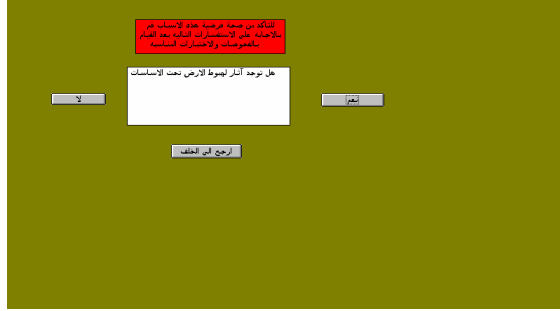 للتأكد من صحة فرضية هذه الاسباب قم
بالاجابة على الاستفسارات التالية بعد القيام
بالفحوصات والاختبارات المناسبة
هل توجد آثار لهبوط الارض تحت الاساسات
نعم
لا
ارجع الى الخلف